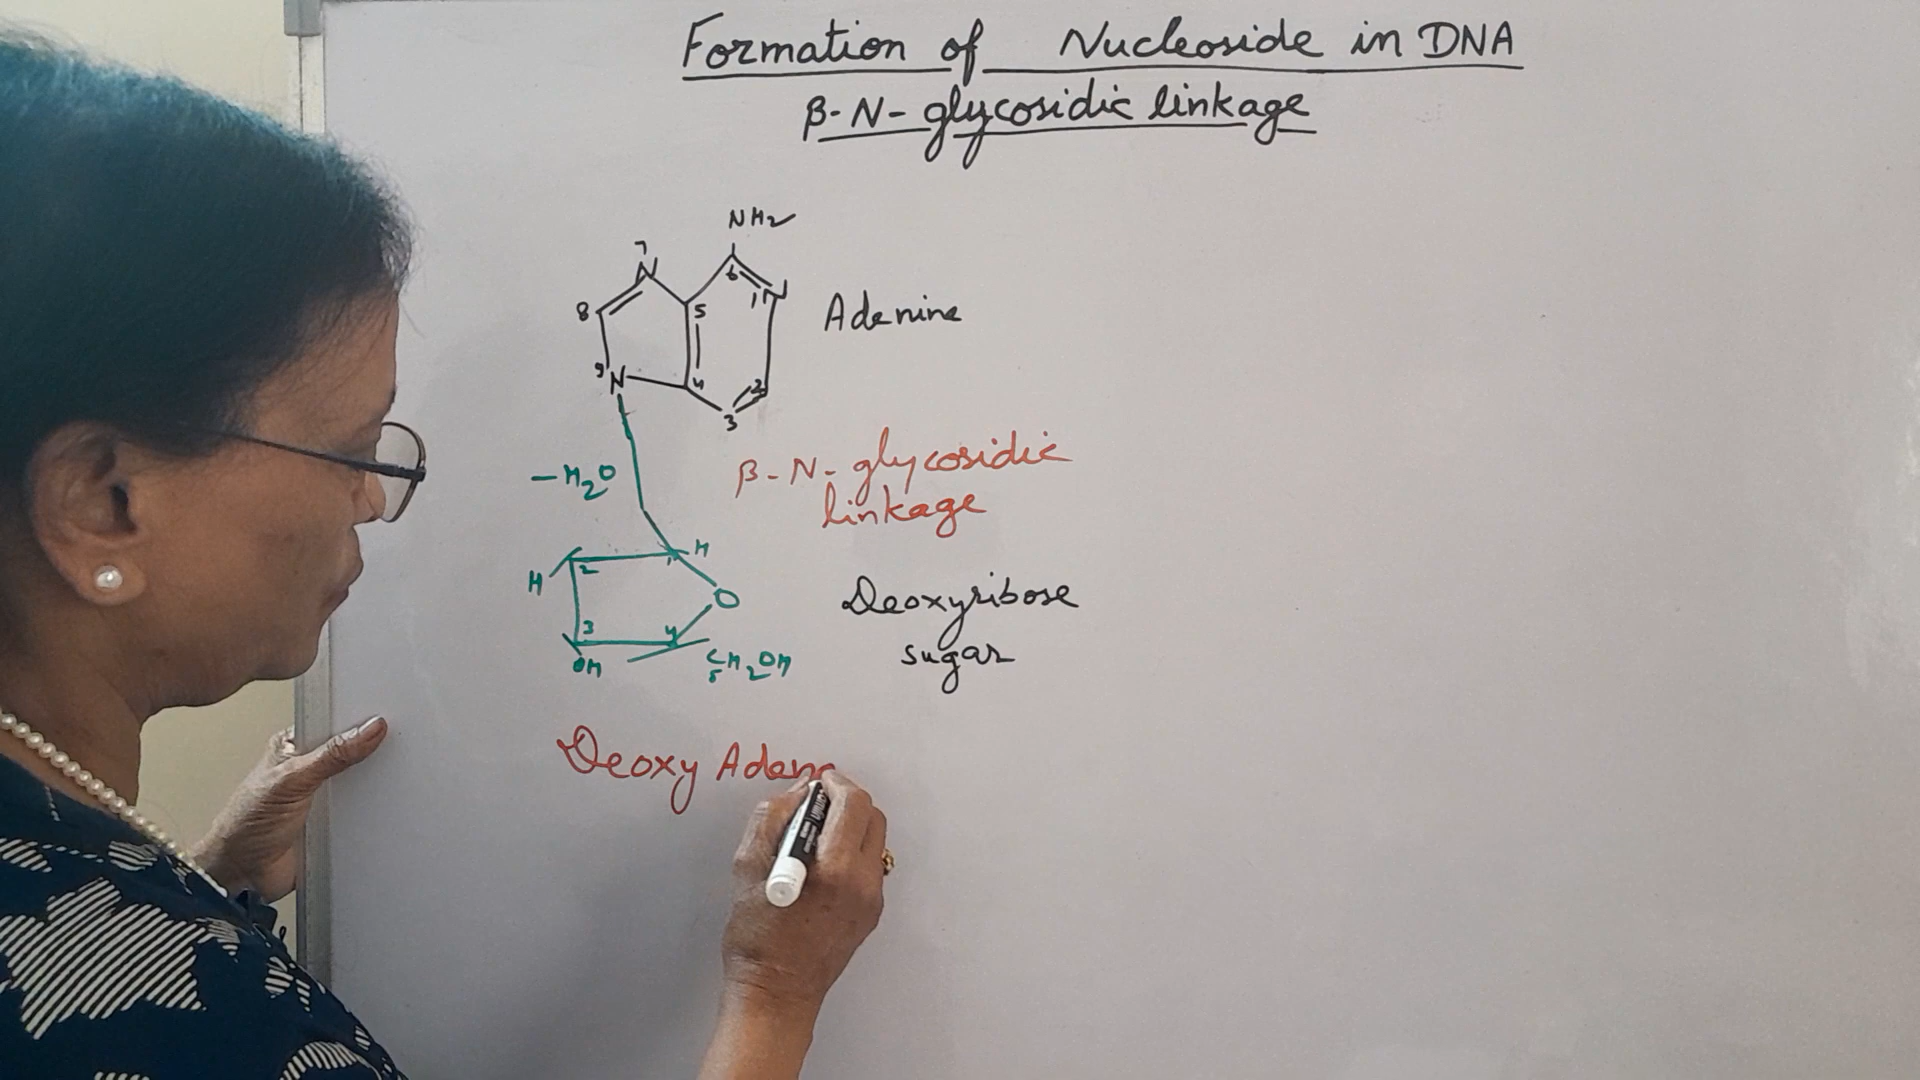 Formation of Nucleoside in DNA
β-N-glycosidic linkage
NH2
7
N
6
8
5
1 N
Adenine
9
N
4
2
3
β-N-glycosidic
linkage
-H2O
H
1
2
H
O
Deoxyribose
sugar
3
4
OH
CH2OH
5
Deoxy Aden